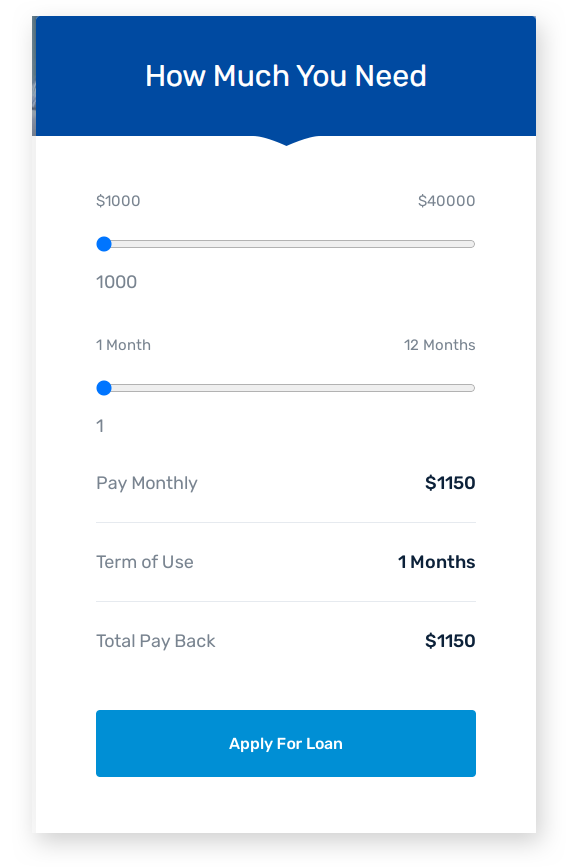 How Much You Need
$1000 $40000
1000
1 Month 12 Months
1
Pay Monthly $1150
Term of Use 1 Months
Total Pay Back $1150
Apply For Loan